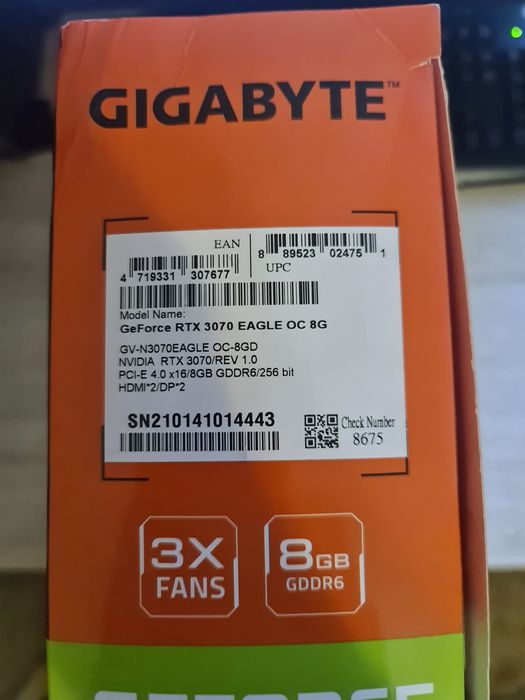 GIGABYTE™
EAN
4 719331 307677
8 89523 02475 1
UPC
Model Name:
GeForce RTX 3070 EAGLE OC 8G
GV-N3070EAGLE OC-8GD
NVIDIA RTX 3070/REV 1.0
PCI-E 4.0 x16/8GB GDDR6/256 bit
HDMI*2/DP*2
SN210141014443
Check Number
8675
3X
FANS
8GB
GDDR6
GEFORCE